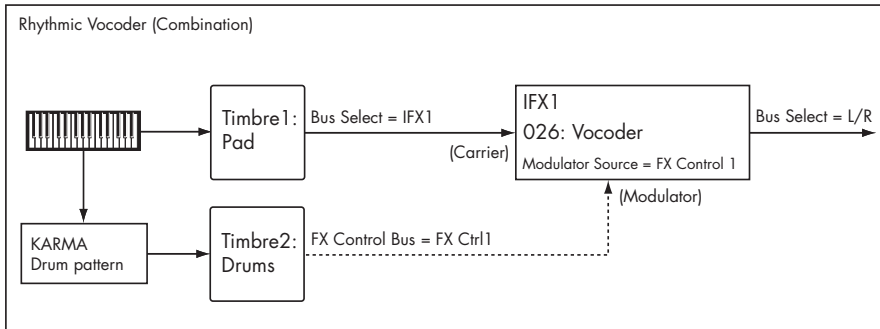 Rhythmic Vocoder (Combination)
Timbre1:
Pad
Bus Select = IFX1
(Carrier)
IFX1
026: Vocoder
Modulator Source = FX Control 1
Bus Select = L/R
(Modulator)
KARMA
Drum pattern
Timbre2:
Drums
FX Control Bus = FX Ctrl1